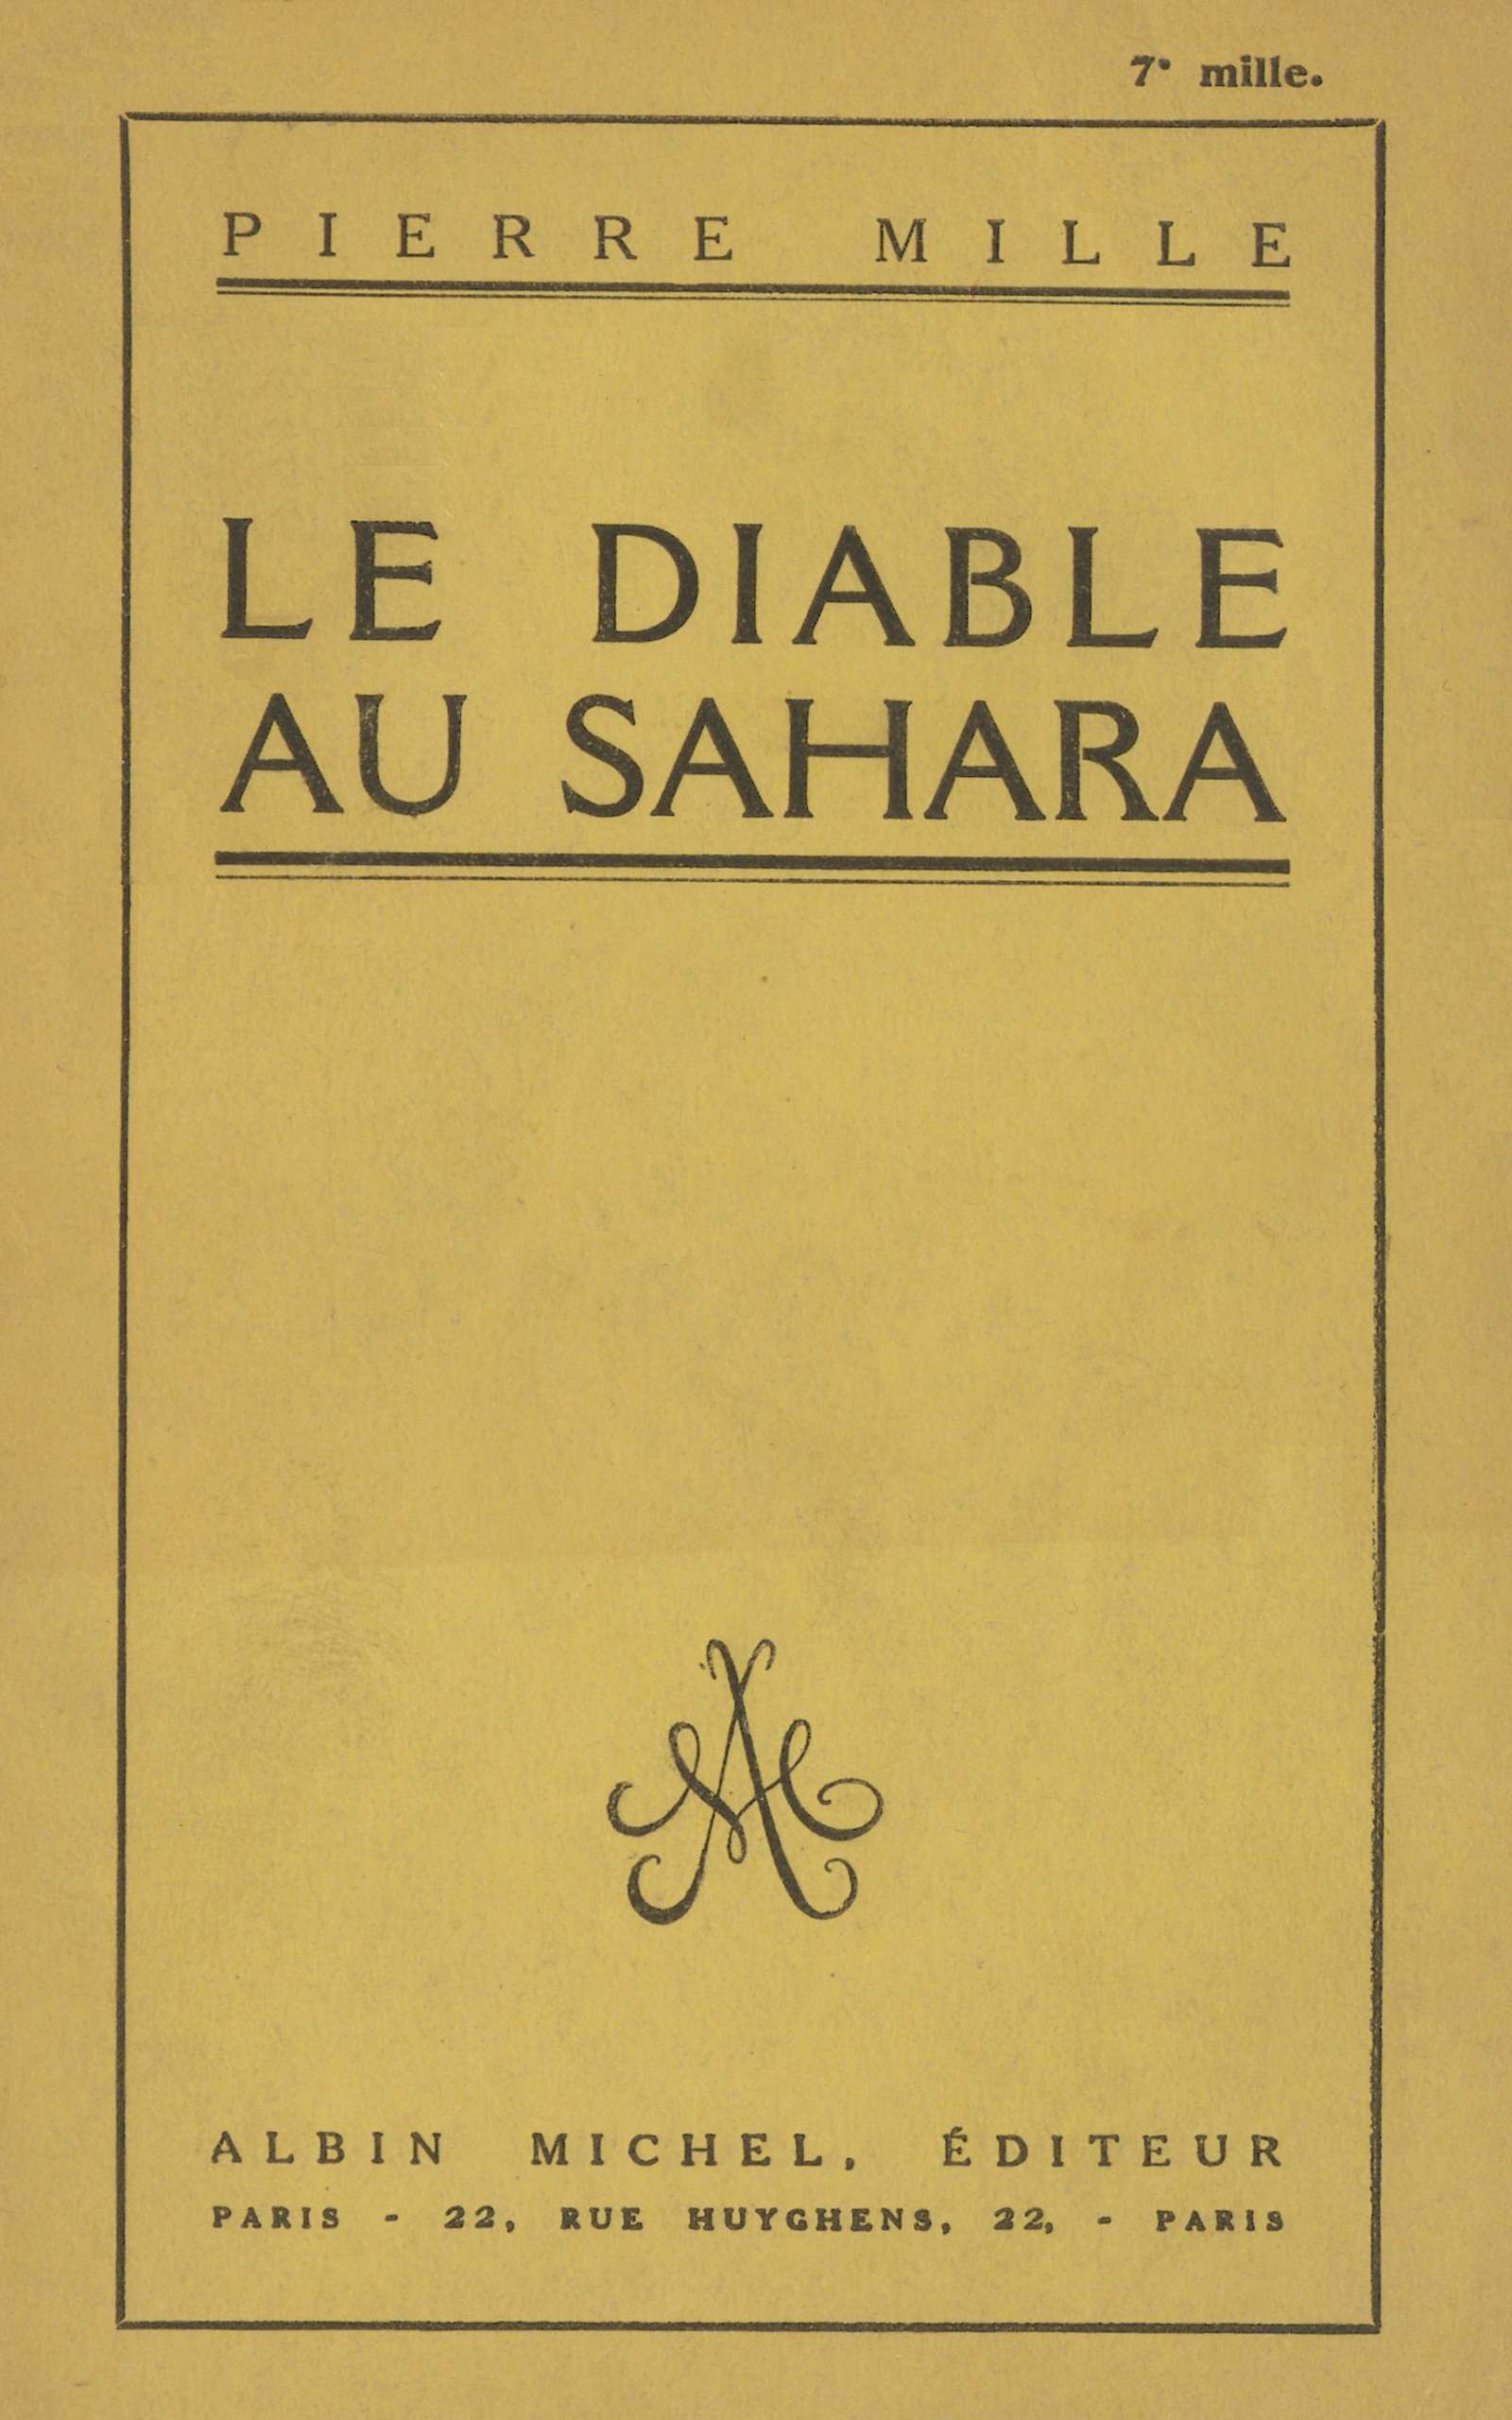 7e mille.
PIERRE MILLE
LE DIABLE
AU SAHARA
AM
ALBIN MICHEL, ÉDITEUR
PARIS - 22, RUE HUYGHENS, 22, - PARIS